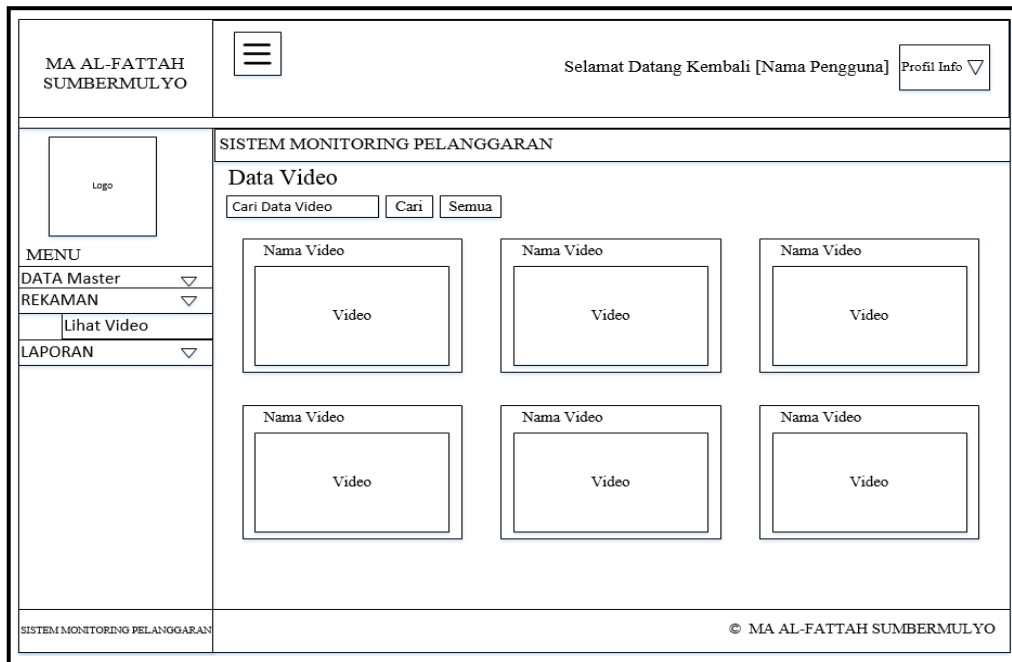 MA AL-FATTAH
SUMBERMULYO
Selamat Datang Kembali [Nama Pengguna]
Profil Info
Logo
MENU
DATA Master
REKAMAN
Lihat Video
LAPORAN
SISTEM MONITORING PELANGGARAN
Data Video
Cari Data Video
Cari
Semua
Nama Video
Video
Nama Video
Video
Nama Video
Video
Nama Video
Video
Nama Video
Video
Nama Video
Video
SISTEM MONITORING PELANGGARAN
© MA AL-FATTAH SUMBERMULYO